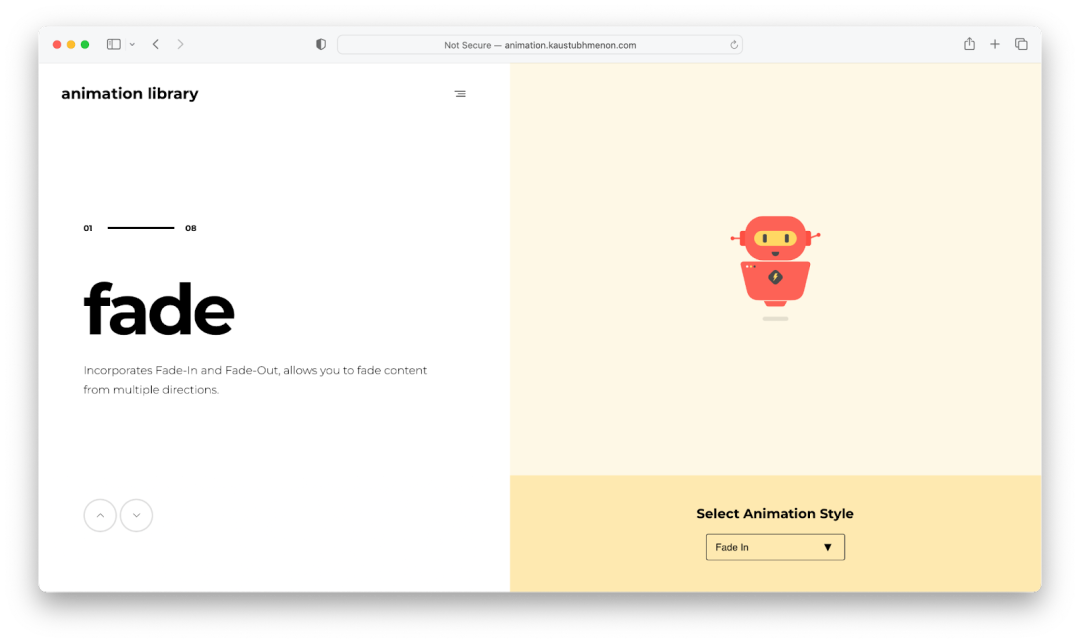 Not Secure — animation.kaustubhmenon.com
animation library
01
08
fade
Incorporates Fade-In and Fade-Out, allows you to fade content
from multiple directions.
Select Animation Style
Fade In